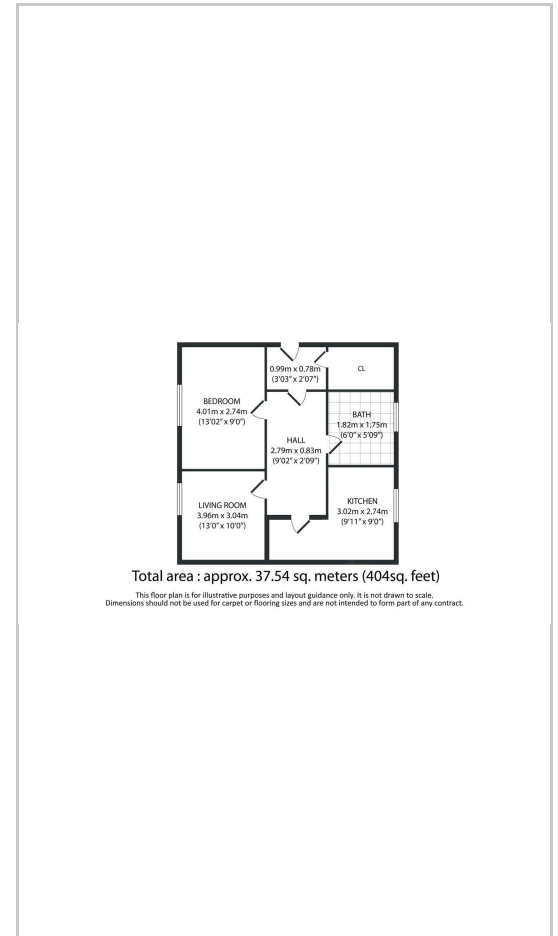 0.99m x 0.78m
(3'03" x 2'07")
CL
BEDROOM
4.01m x 2.74m
(13'02" x 9'0")
BATH
1.82m x 1.75m
(6'0" x 5'09")
HALL
2.79m x 0.83m
(9'02" x 2'09")
LIVING ROOM
3.96m x 3.04m
(13'0" x 10'0")
KITCHEN
3.02m x 2.74m
(9'11" x 9'0")
Total area : approx. 37.54 sq. meters (404sq. feet)
This floor plan is for illustrative purposes and layout guidance only. It is not drawn to scale.
Dimensions should not be used for carpet or flooring sizes and are not intended to form part of any contract.